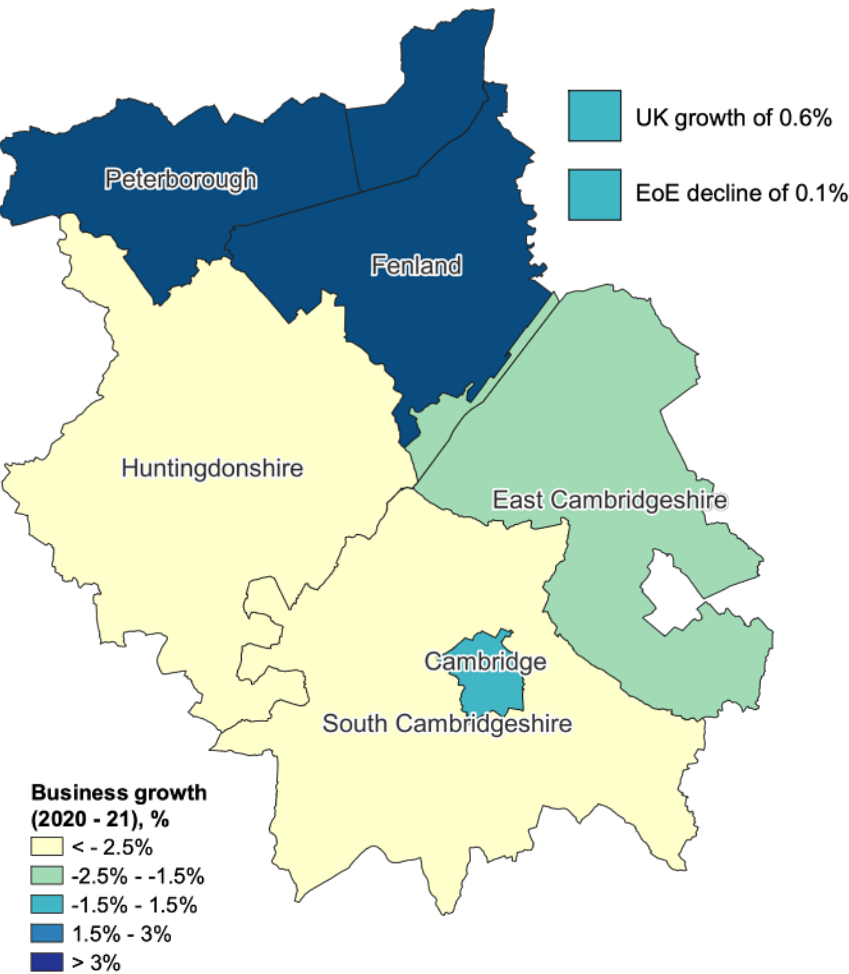 UK growth of 0.6%
EoE decline of 0.1%
Peterborough
Fenland
Huntingdonshire
East Cambridgeshire
Cambridge
South Cambridgeshire
Business growth
(2020 - 21), %
< - 2.5%
-2.5% - -1.5%
-1.5% - 1.5%
1.5% - 3%
> 3%